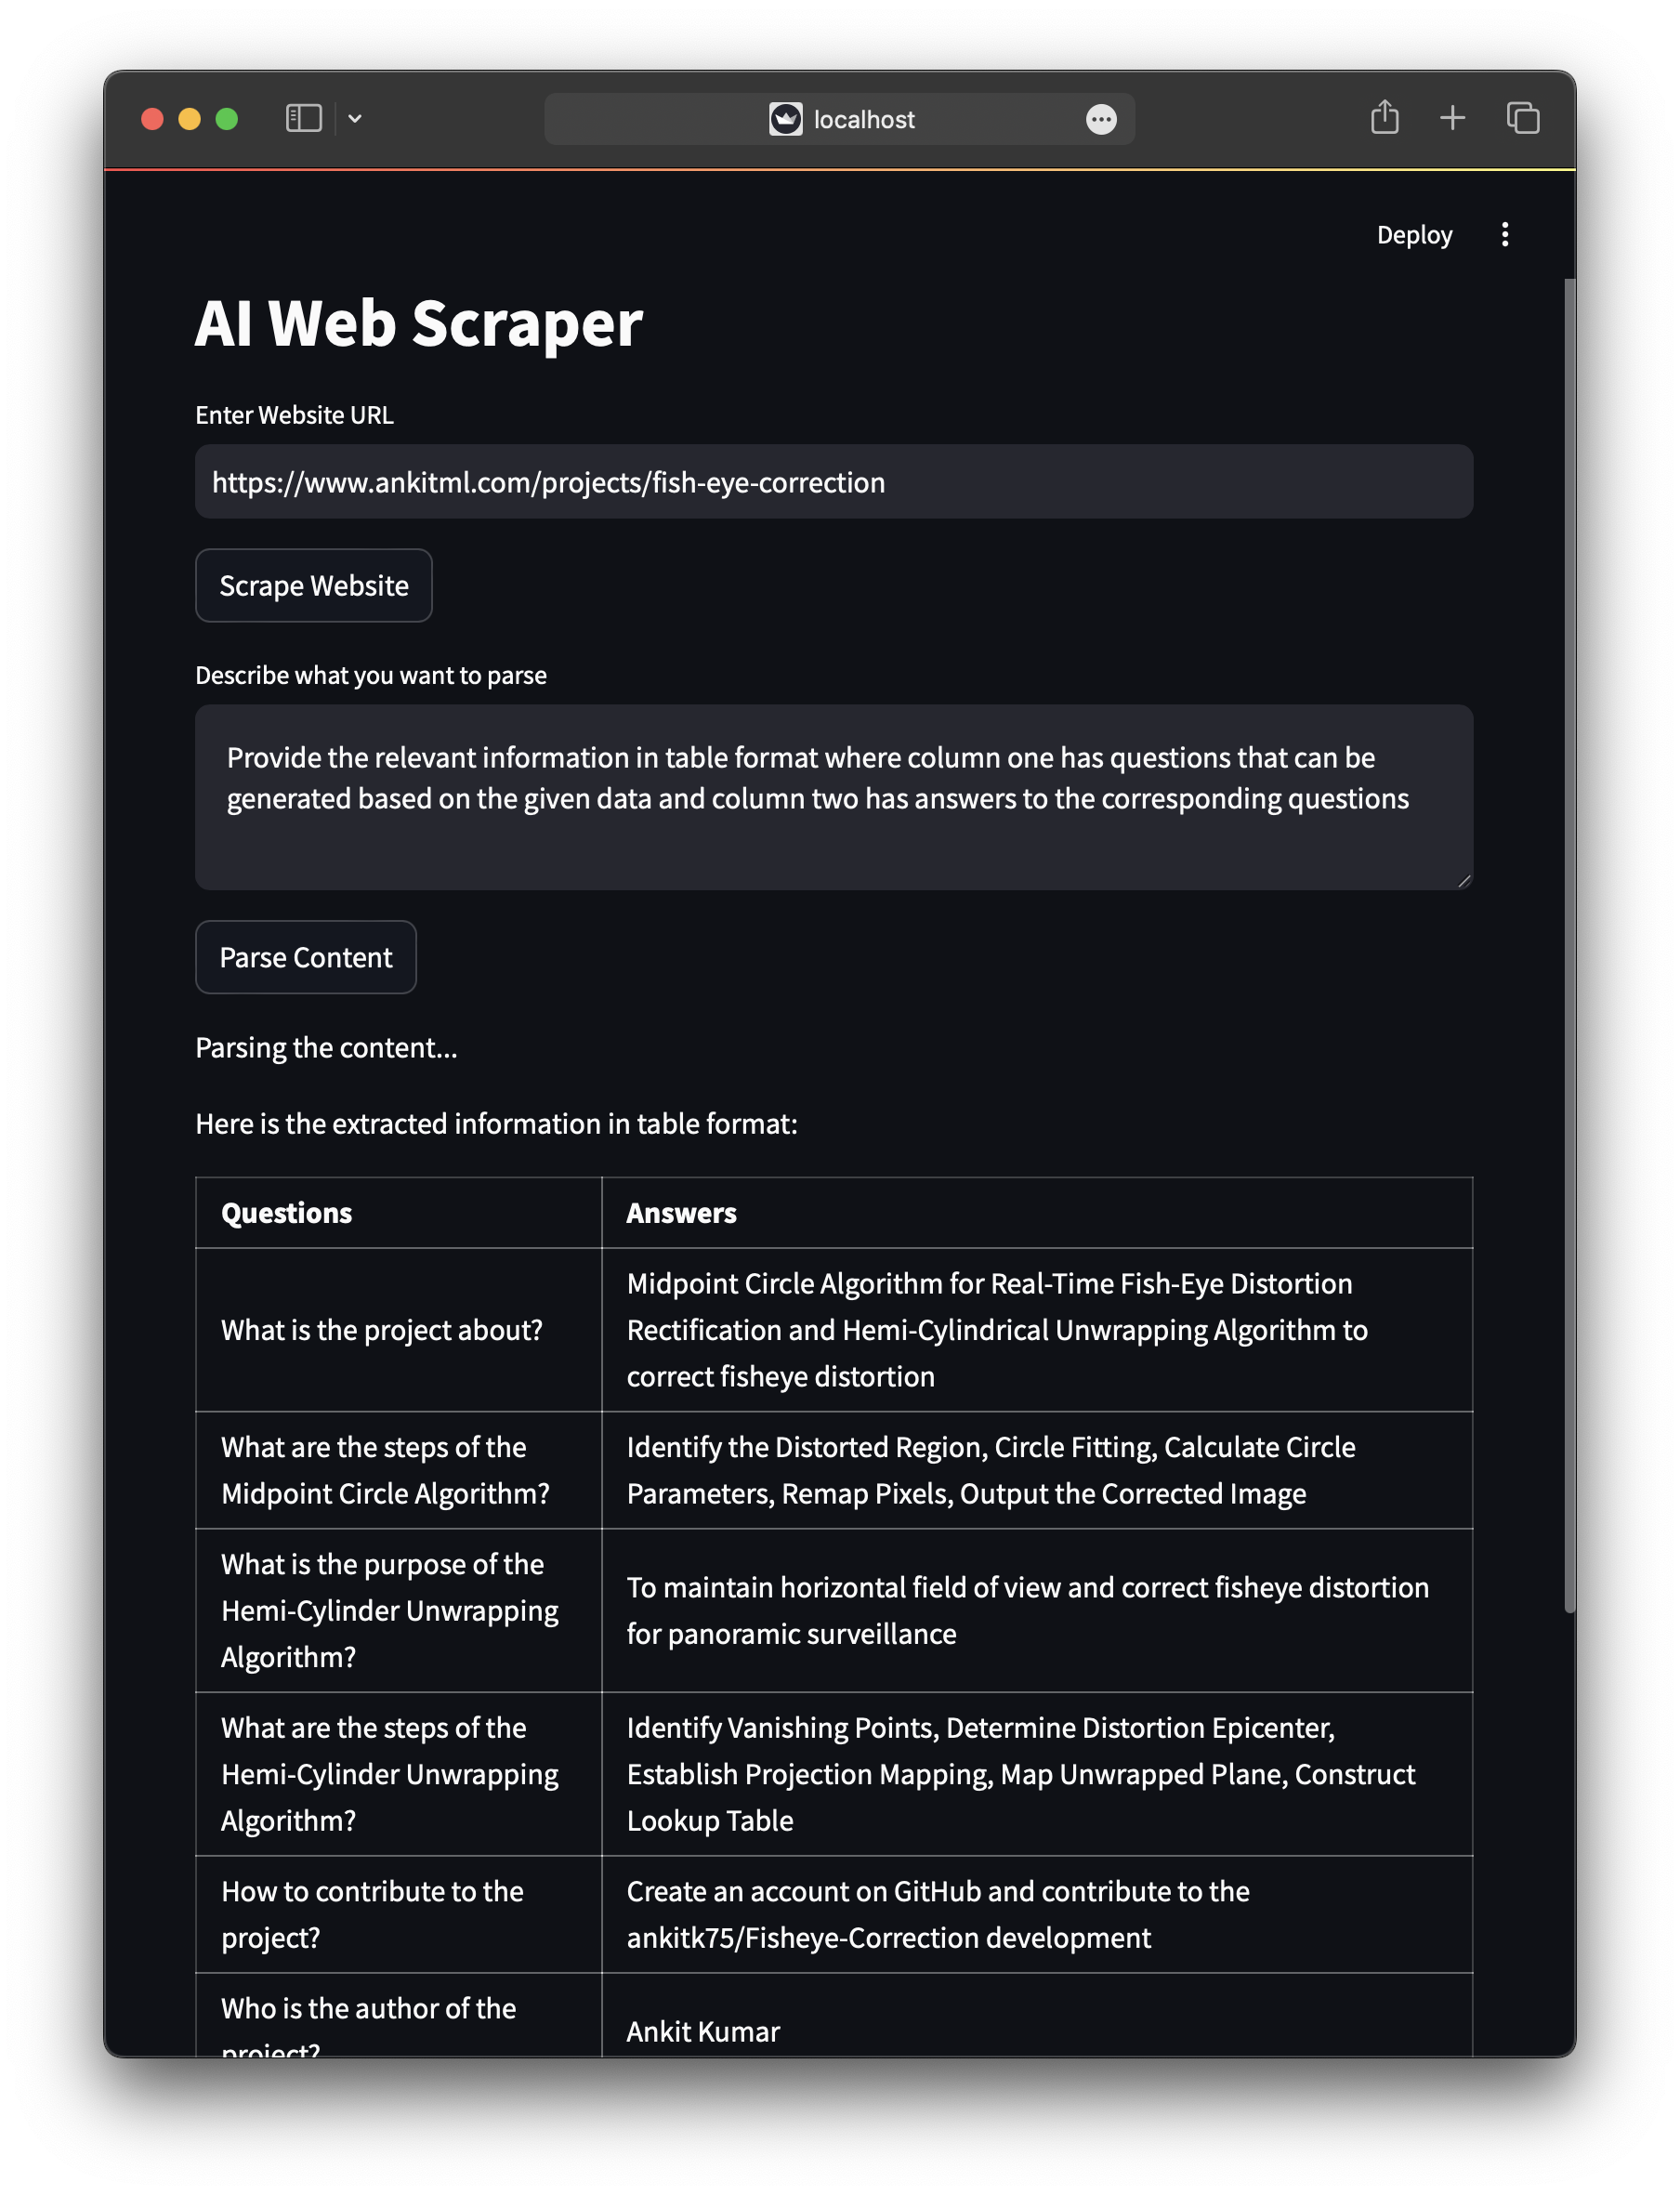 localhost
Deploy
AI Web Scraper
Enter Website URL
https://www.ankitml.com/projects/fish-eye-correction
Scrape Website
Describe what you want to parse
Provide the relevant information in table format where column one has questions that can be
generated based on the given data and column two has answers to the corresponding questions
Parse Content
Parsing the content...
Here is the extracted information in table format:
Questions
Answers
What is the project about?
Midpoint Circle Algorithm for Real-Time Fish-Eye Distortion
Rectification and Hemi-Cylindrical Unwrapping Algorithm to
correct fisheye distortion
What are the steps of the
Midpoint Circle Algorithm?
Identify the Distorted Region, Circle Fitting, Calculate Circle
Parameters, Remap Pixels, Output the Corrected Image
What is the purpose of the
Hemi-Cylinder Unwrapping
Algorithm?
To maintain horizontal field of view and correct fisheye distortion
for panoramic surveillance
What are the steps of the
Hemi-Cylinder Unwrapping
Algorithm?
Identify Vanishing Points, Determine Distortion Epicenter,
Establish Projection Mapping, Map Unwrapped Plane, Construct
Lookup Table
How to contribute to the
project?
Create an account on GitHub and contribute to the
ankitk75/Fisheye-Correction development
Who is the author of the
project?
Ankit Kumar